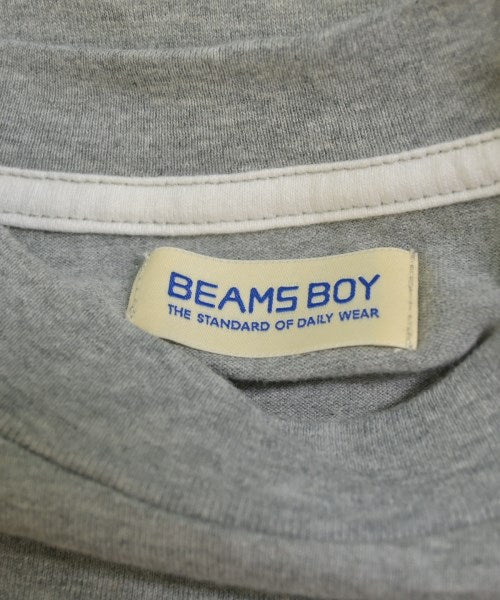 BEAMS BOY
THE STANDARD OF DAILY WEAR